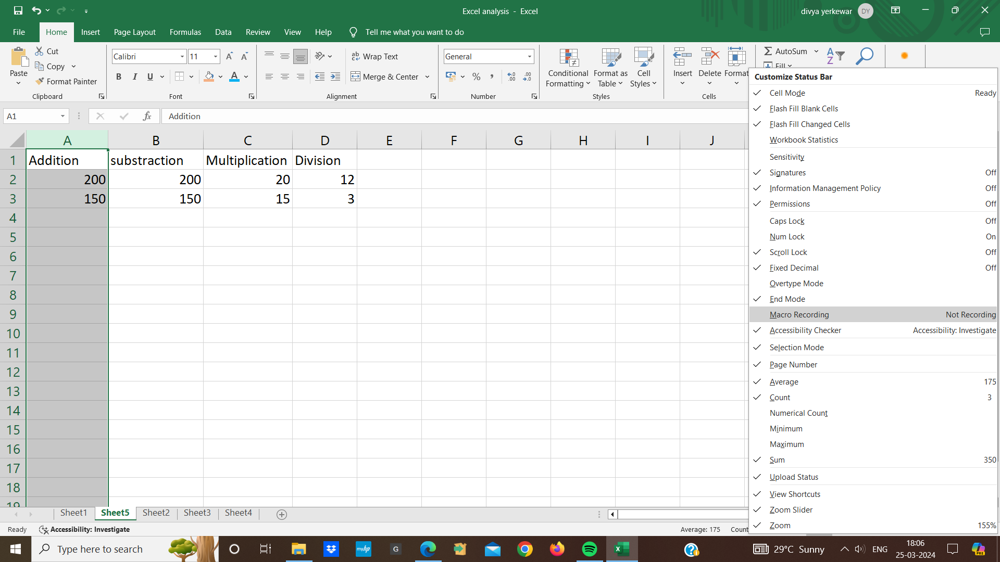 Excel analysis - Excel
divya yerkewar DY
File Home Insert Page Layout Formulas Data Review View Help Tell me what you want to do
Paste
Cut
Copy
Format Painter
Clipboard
Calibri 11
B I U
Font
Wrap Text
Merge & Center
Alignment
General
Number
Conditional Formatting
Format as Table
Cell Styles
Styles
Insert Delete Format
Cells
AutoSum
Fill
A1 fx Addition
A B C D E F G H I J
1 Addition substraction Multiplication Division
2 200 200 20 12
3 150 150 15 3
4
5
6
7
8
9
10
11
12
13
14
15
16
17
18
19
Customize Status Bar
Cell Mode Ready
Flash Fill Blank Cells
Flash Fill Changed Cells
Workbook Statistics
Sensitivity
Signatures Off
Information Management Policy Off
Permissions Off
Caps Lock Off
Num Lock On
Scroll Lock Off
Fixed Decimal Off
Overtype Mode
End Mode
Macro Recording Not Recording
Accessibility Checker Accessibility: Investigate
Selection Mode
Page Number
Average 175
Count 3
Numerical Count
Minimum
Maximum
Sum 350
Upload Status
View Shortcuts
Zoom Slider
Zoom 155%
Sheet1 Sheet5 Sheet2 Sheet3 Sheet4
Ready Accessibility: Investigate Average: 175 Count
Type here to search
myhp
G
29°C Sunny
ENG
18:06
25-03-2024
PRE